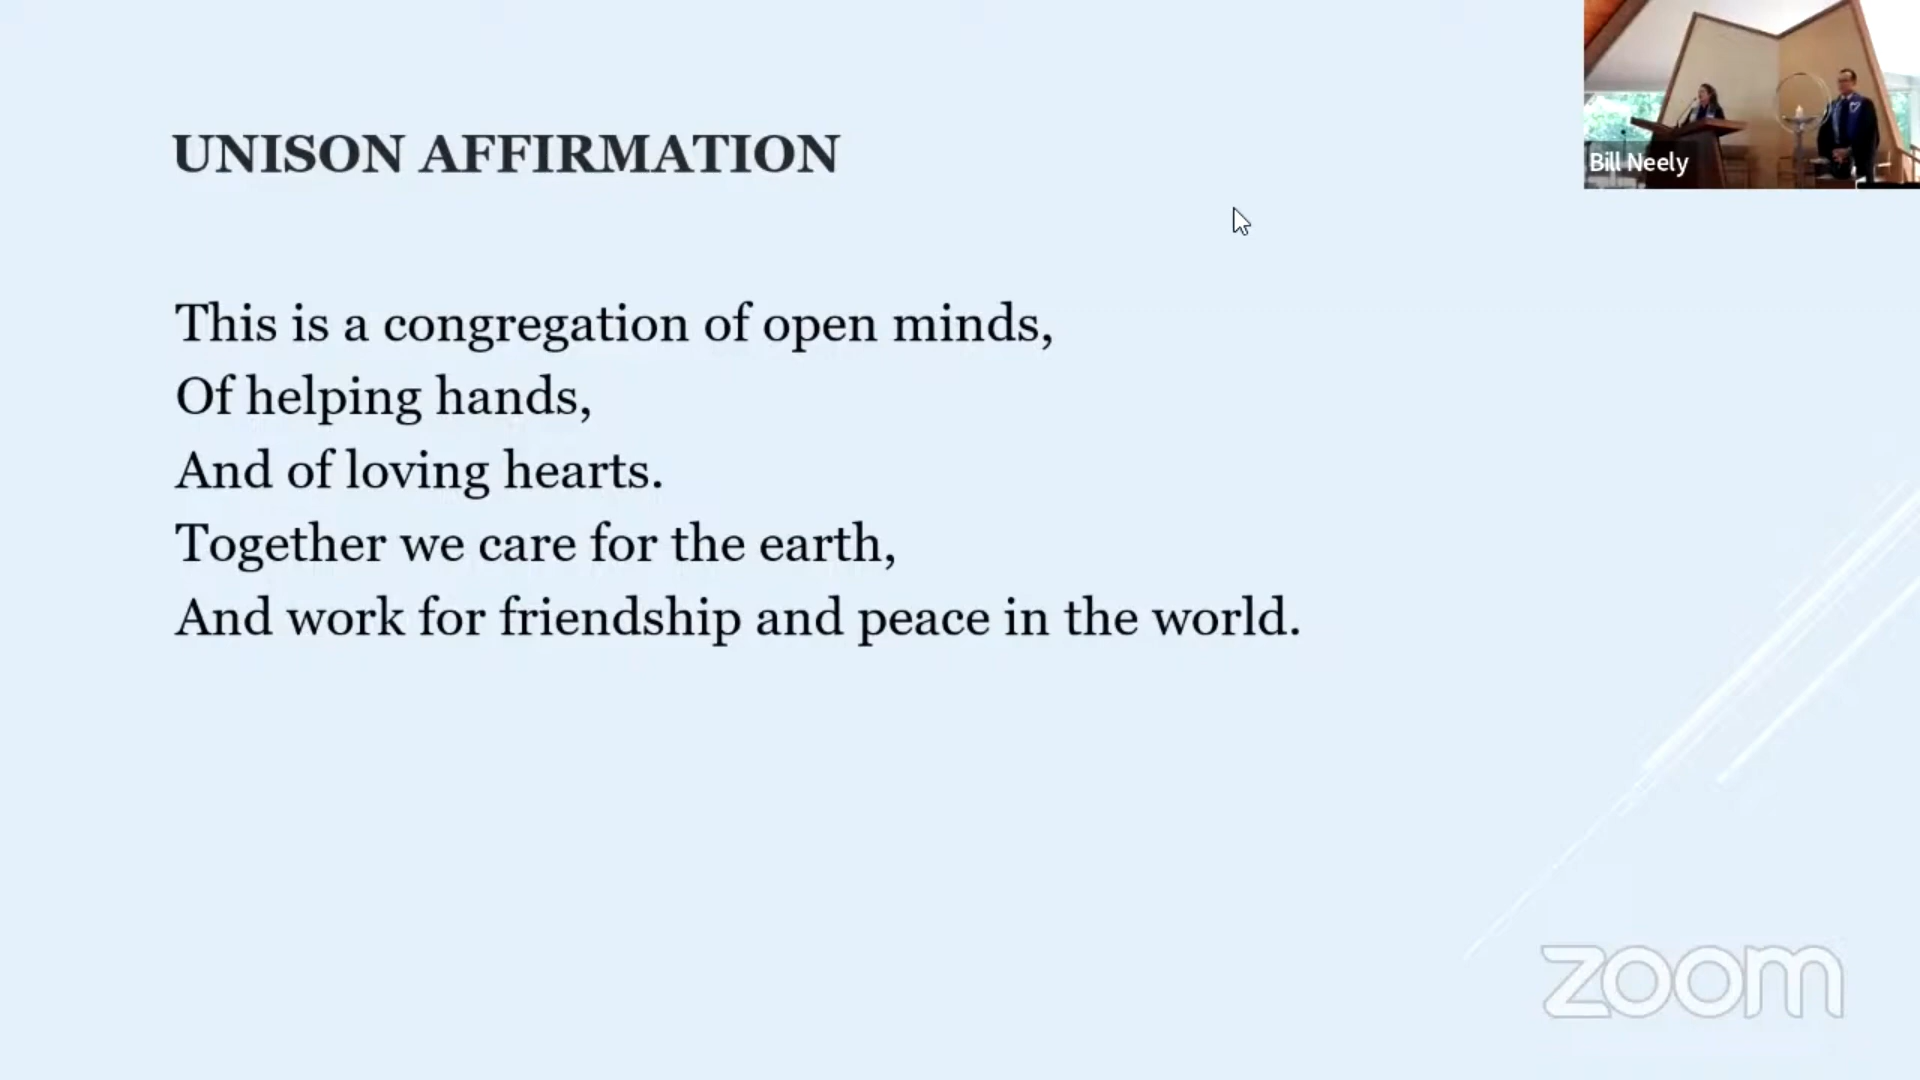 UNISON AFFIRMATION
Bill Neely
This is a congregation of open minds,
Of helping hands,
And of loving hearts.
Together we care for the earth,
And work for friendship and peace in the world.
zoom